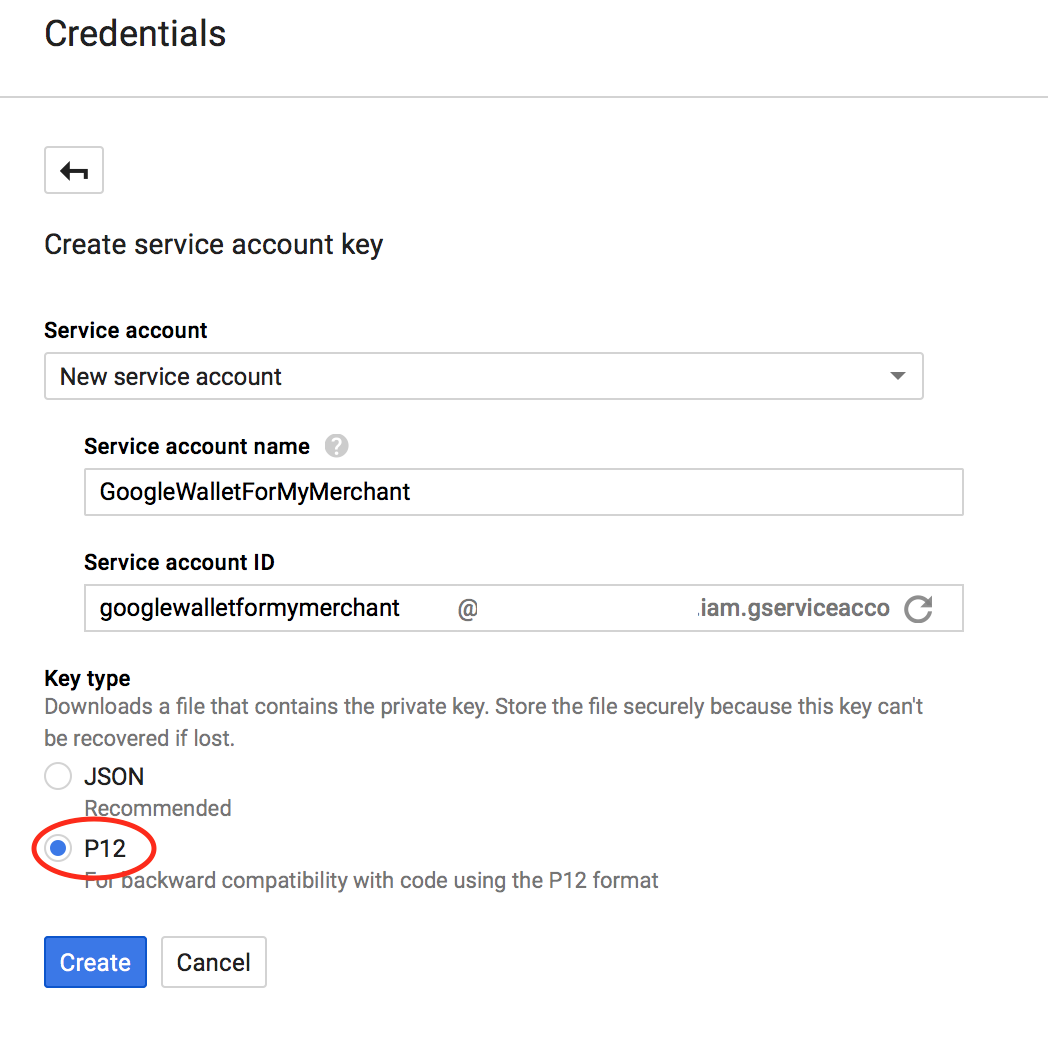 Credentials
Create service account key
Service account
New service account
Service account name ?
GoogleWalletForMyMerchant
Service account ID
googlewalletformymerchant @ .iam.gserviceacco
Key type
Downloads a file that contains the private key. Store the file securely because this key can't
be recovered if lost.
JSON
Recommended
P12
For backward compatibility with code using the P12 format
Create Cancel